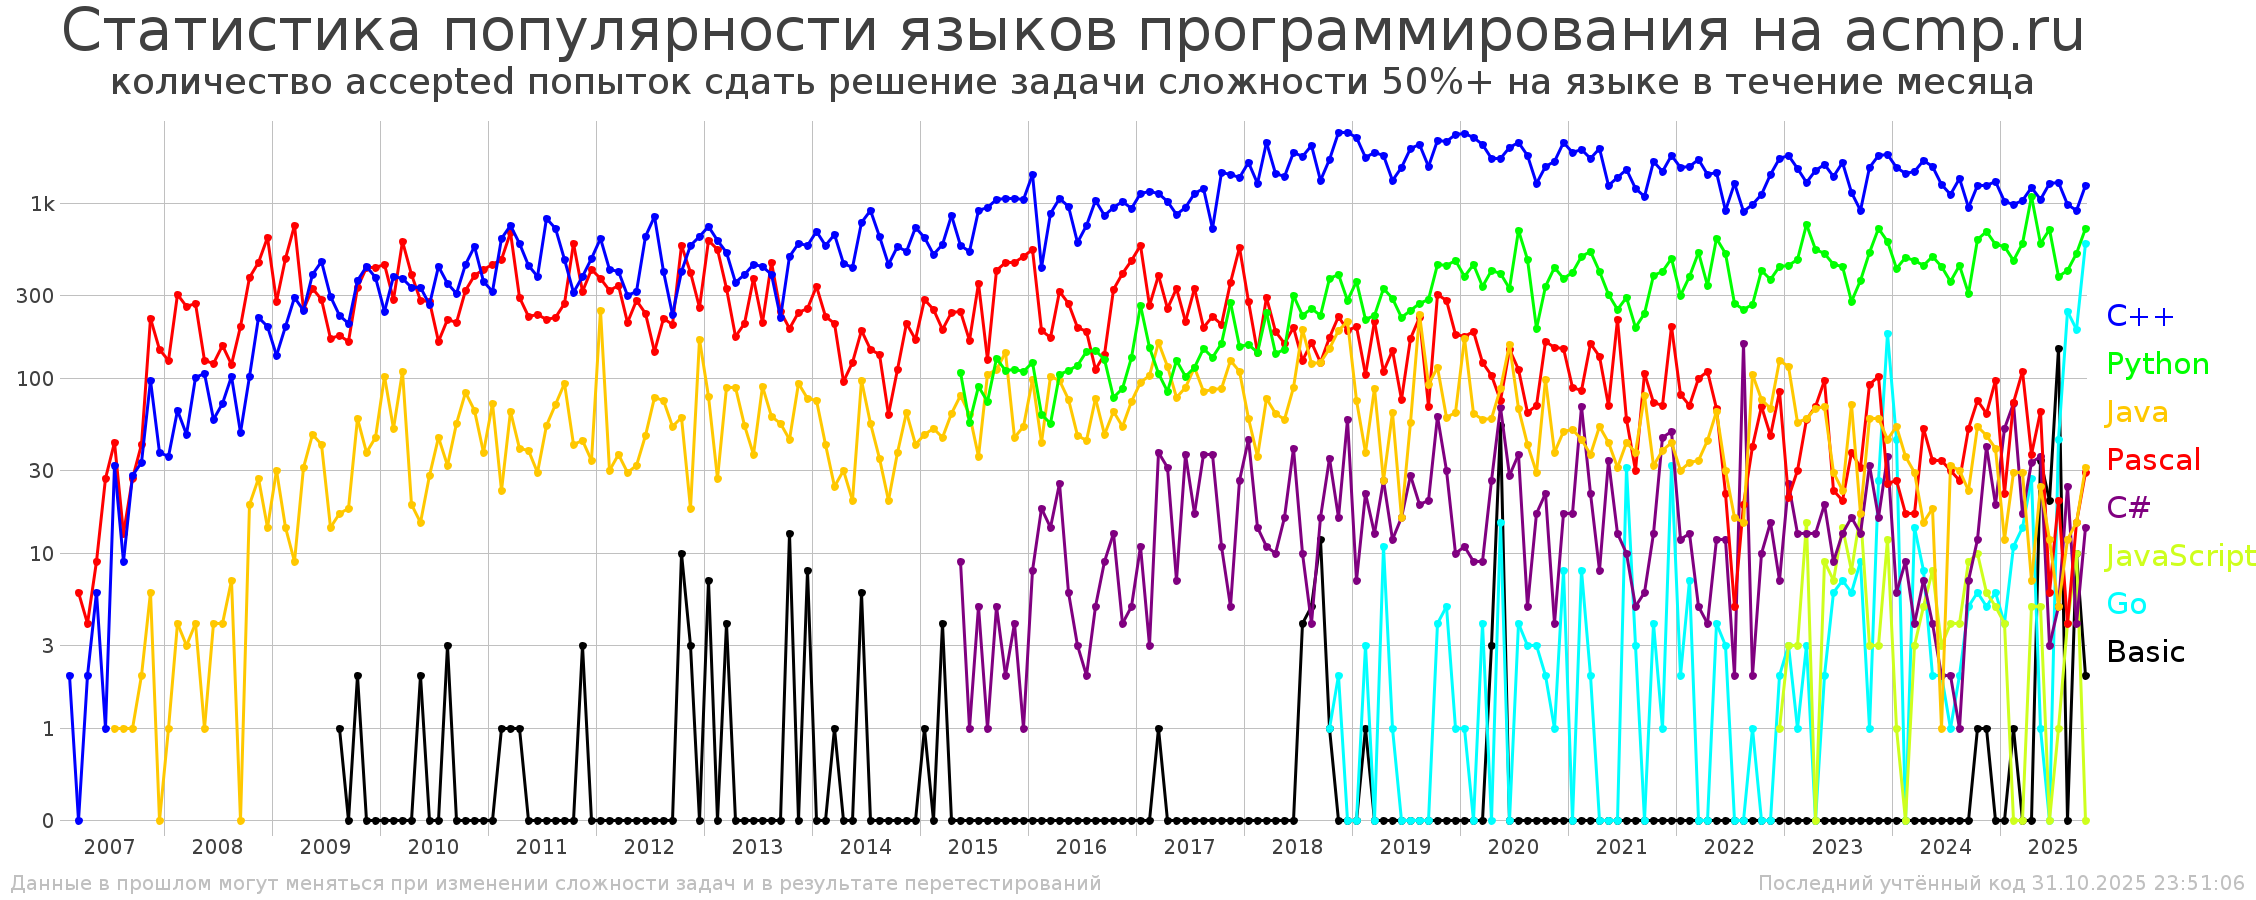 Статистика популярности языков программирования на acmp.ru
количество accepted попыток сдать решение задачи сложности 50%+ на языке в течение месяца
1k
300
100
30
10
3
1
0
C++
Python
Java
Pascal
C#
JavaScript
Go
Basic
2007 2008 2009 2010 2011 2012 2013 2014 2015 2016 2017 2018 2019 2020 2021 2022 2023 2024 2025
Данные в прошлом могут меняться при изменении сложности задач и в результате перетестирований
Последний учтённый код 31.10.2025 23:51:06